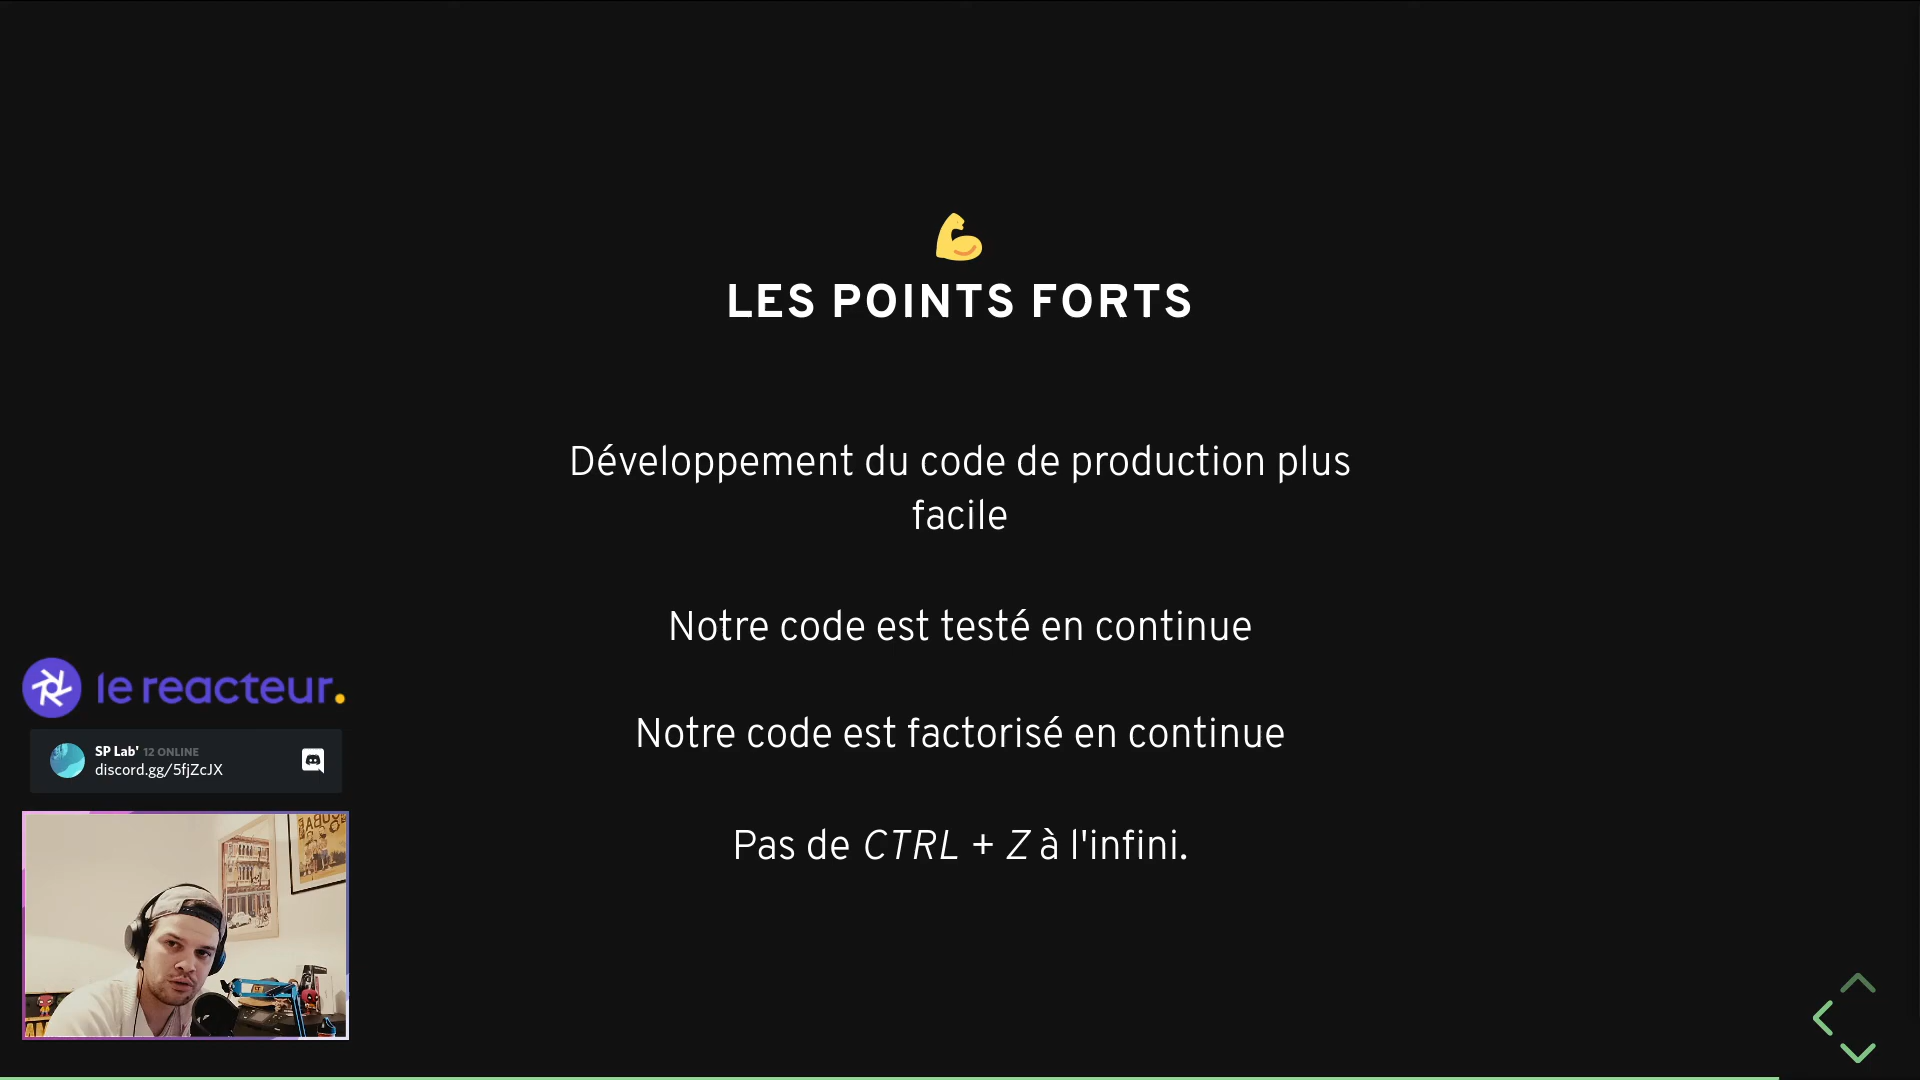 LES POINTS FORTS
Développement du code de production plus
facile
Notre code est testé en continue
Notre code est factorisé en continue
Pas de CTRL + Z à l'infini.
le reacteur.
SP Lab' 12 ONLINE
discord.gg/5fjZcJX